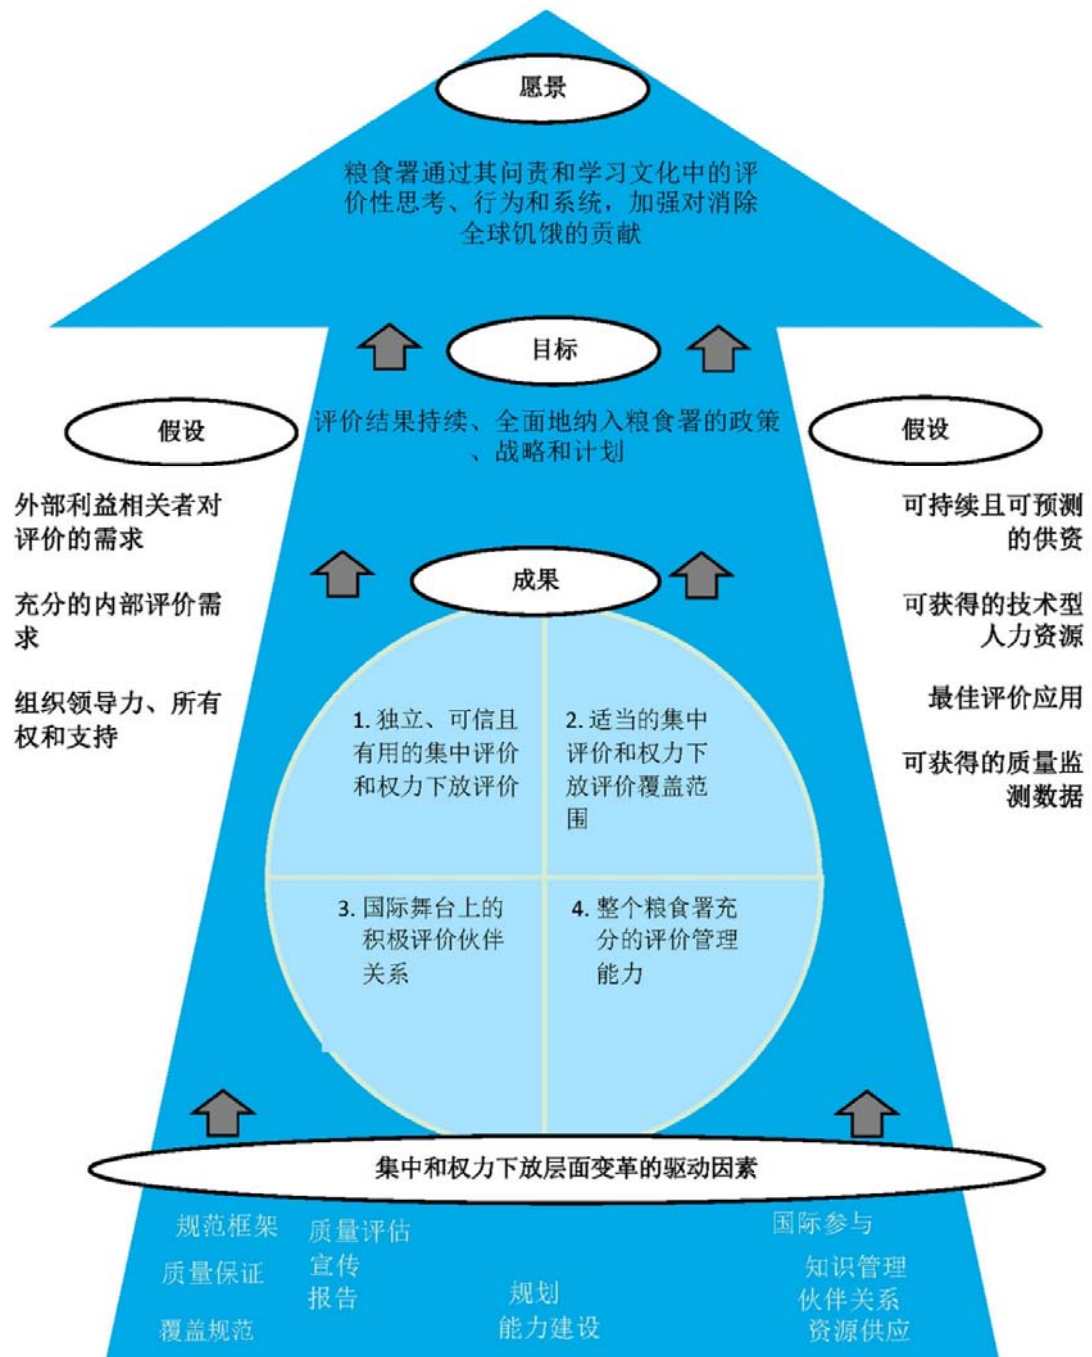 愿景
粮食署通过其问责和学习文化中的评
价性思考、行为和系统，加强对消除
全球饥饿的贡献
目标
评价结果持续、全面地纳入粮食署的政策
、战略和计划
假设
外部利益相关者对
评价的需求
充分的内部评价需
求
组织领导力、所有
权和支持
假设
可持续且可预测
的供资
可获得的技术型
人力资源
最佳评价应用
可获得的质量监
测数据
成果
1. 独立、可信且
有用的集中评价
和权力下放评价
2. 适当的集中
评价和权力下
放评价覆盖范
围
3. 国际舞台上的
积极评价伙伴
关系
4. 整个粮食署充
分的评价管理
能力
集中和权力下放层面变革的驱动因素
规范框架
质量保证
覆盖规范
质量评估
宣传
报告
规划
能力建设
国际参与
知识管理
伙伴关系
资源供应